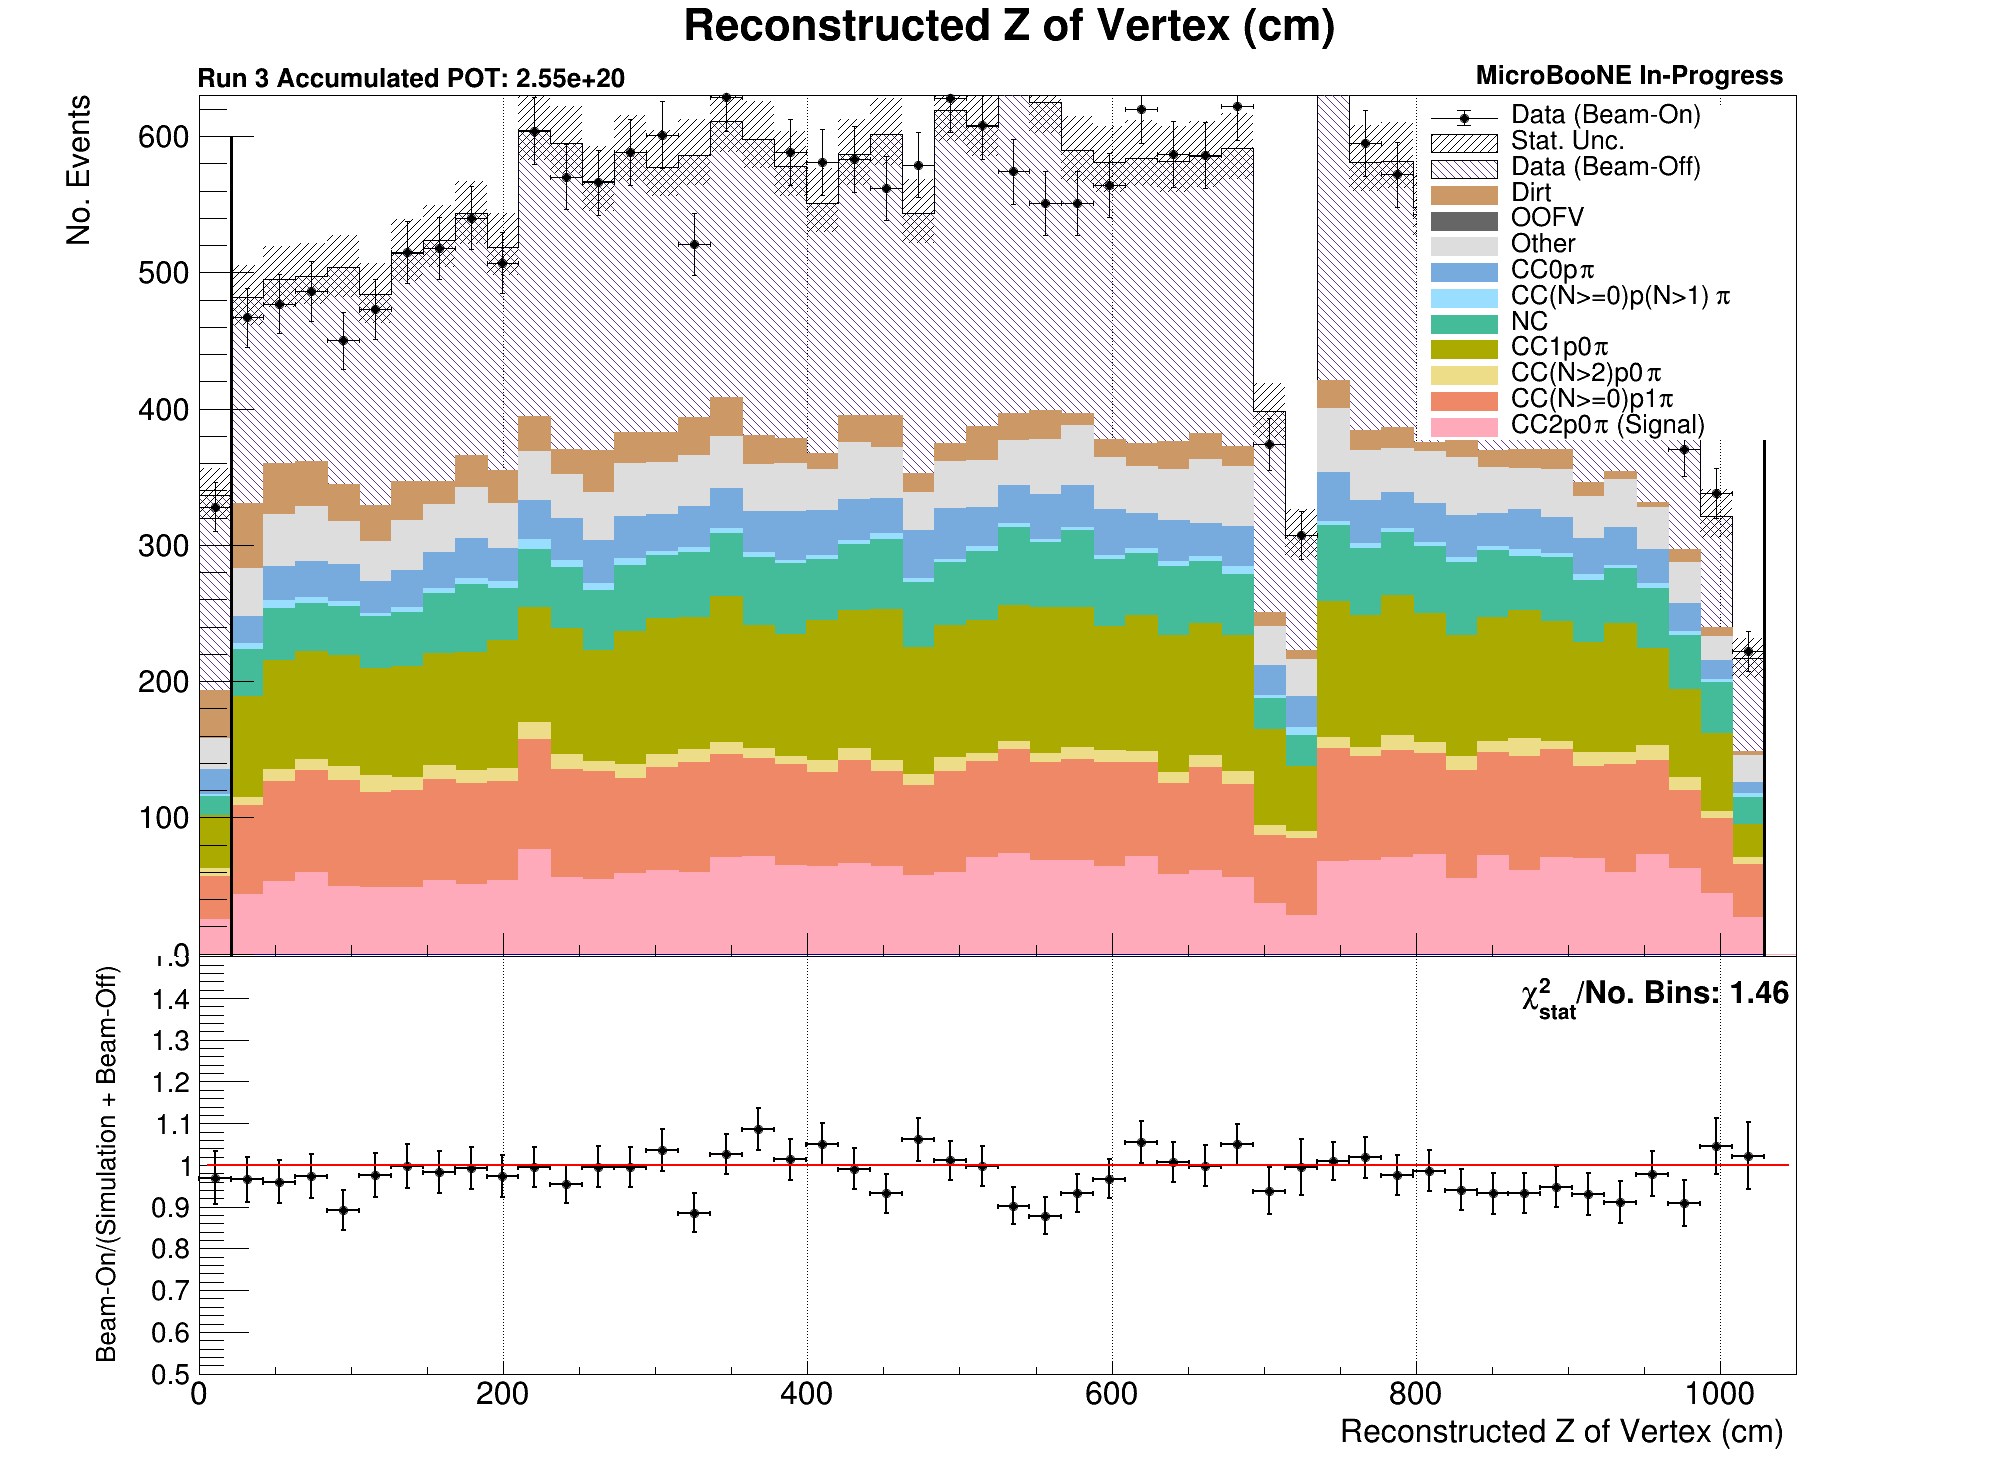 Reconstructed Z of Vertex (cm)
Run 3 Accumulated POT: 2.55e+20
MicroBooNE In-Progress
No. Events
600
500
400
300
200
100
0
Data (Beam-On)
Stat. Unc.
Data (Beam-Off)
Dirt
OOFV
Other
CC0pπ
CC(N>=0)p(N>1) π
NC
CC1p0π
CC(N>2)p0π
CC(N>=0)p1π
CC2p0π (Signal)
Beam-On/(Simulation + Beam-Off)
1.5
1.4
1.3
1.2
1.1
1
0.9
0.8
0.7
0.6
0.5
χ²stat/No. Bins: 1.46
0 200 400 600 800 1000
Reconstructed Z of Vertex (cm)